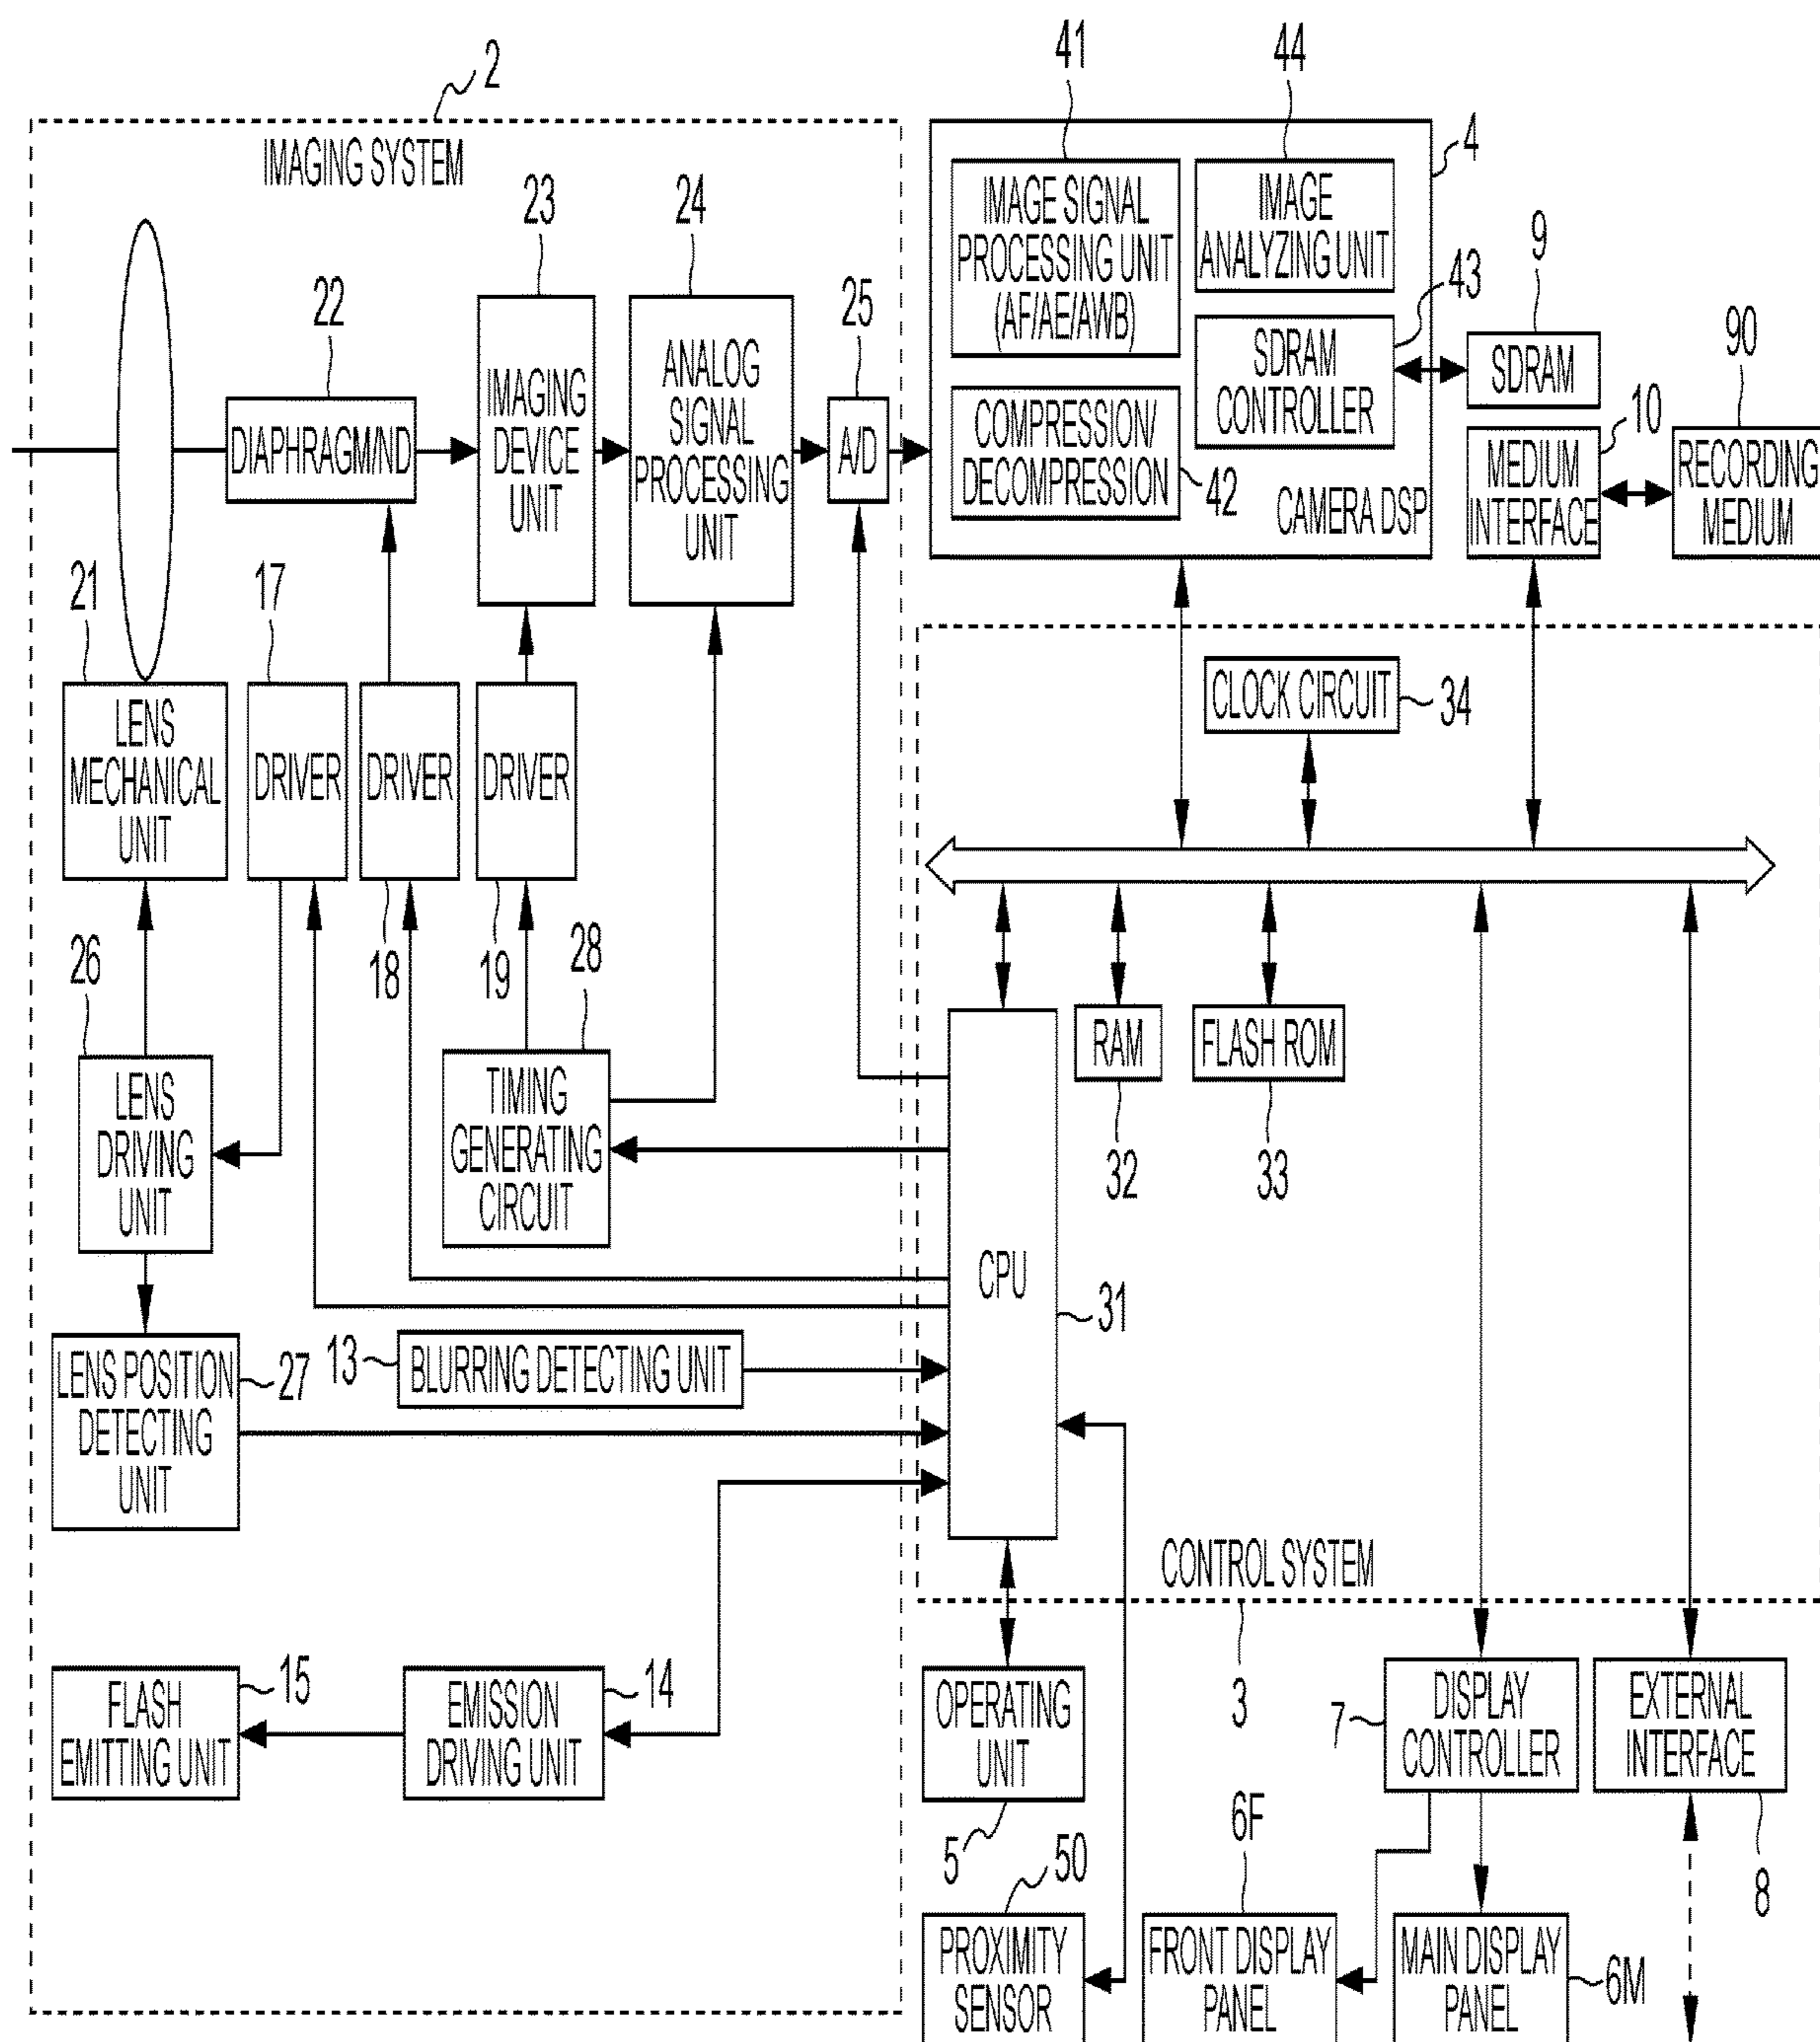 2
IMAGING SYSTEM
41
44
4
IMAGE SIGNAL
PROCESSING UNIT
(AF/AE/AWB)
IMAGE
ANALYZING UNIT
43
SDRAM
CONTROLLER
COMPRESSION/
DECOMPRESSION
42
CAMERA DSP
9
SDRAM
10
MEDIUM
INTERFACE
90
RECORDING
MEDIUM
22
DIAPHRAGM/ND
23
IMAGING
DEVICE
UNIT
24
ANALOG
SIGNAL
PROCESSING
UNIT
25
A/D
21
LENS
MECHANICAL
UNIT
17
DRIVER
DRIVER
18
DRIVER
19
CLOCK CIRCUIT
34
26
LENS
DRIVING
UNIT
28
TIMING
GENERATING
CIRCUIT
CPU
31
RAM
32
FLASH ROM
33
LENS POSITION
DETECTING
UNIT
27
13
BLURRING DETECTING UNIT
CONTROL SYSTEM
3
FLASH
EMITTING UNIT
15
EMISSION
DRIVING UNIT
14
OPERATING
UNIT
5
7
DISPLAY
CONTROLLER
EXTERNAL
INTERFACE
8
50
PROXIMITY
SENSOR
6F
FRONT DISPLAY
PANEL
MAIN DISPLAY
PANEL
6M